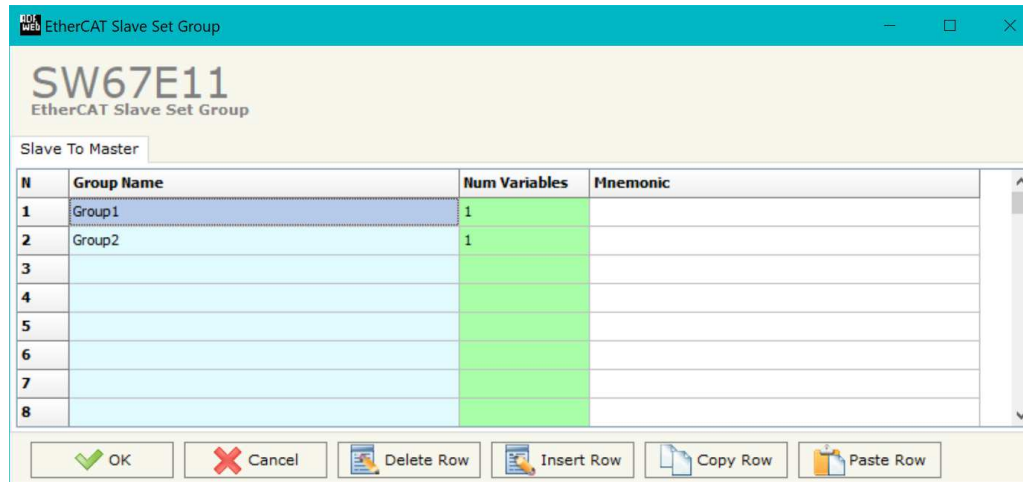 ADF
WEB EtherCAT Slave Set Group
SW67E11
EtherCAT Slave Set Group
Slave To Master
N Group Name Num Variables Mnemonic
1 Group1 1
2 Group2 1
3
4
5
6
7
8
OK Cancel Delete Row Insert Row Copy Row Paste Row